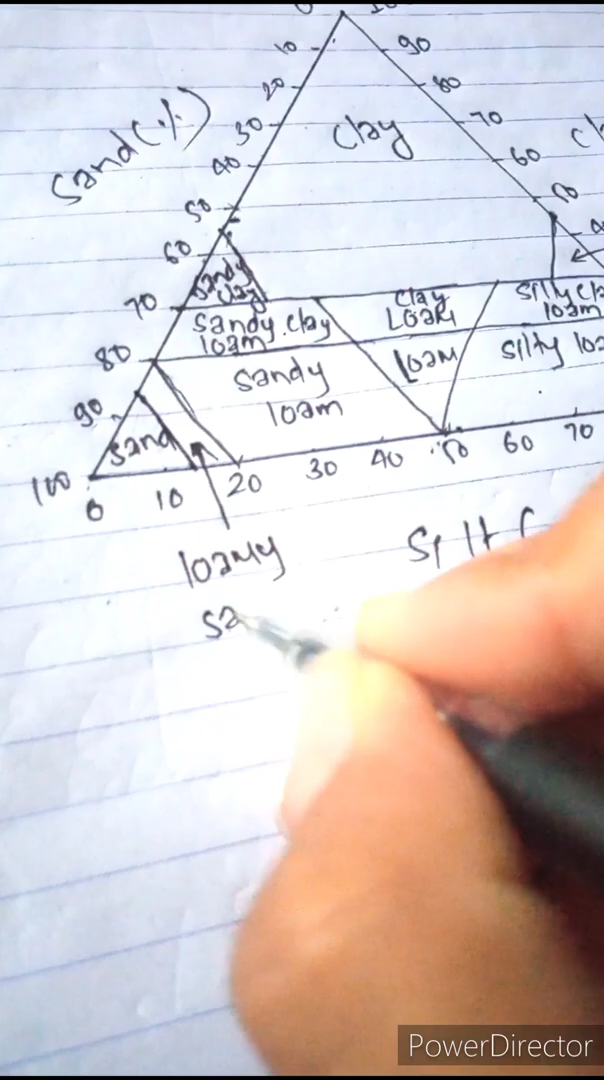 10
90
20
80
Sand (%)
30
Clay
70
40
60
50
50
60
Sandy
clay
70
Clay
Loam
Silty cla
loam
Sandy clay
loam
80
Sandy
loam
Loam
Silty loa
90
Sand
100
0
10
20
30
40
50
60
70
loamy
sa
Silt (
PowerDirector